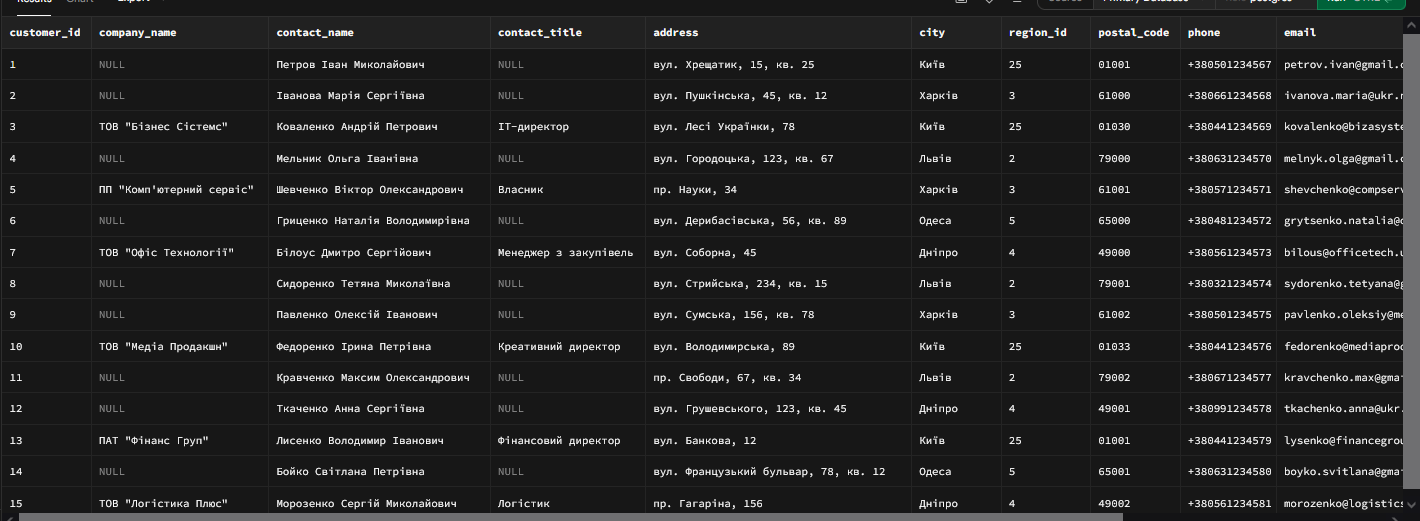 Results Chart Export Source Primary Database Role postgres Run CTRL
customer_id company_name contact_name contact_title address city region_id postal_code phone email
1 NULL Петров Іван Миколайович NULL вул. Хрещатик, 15, кв. 25 Київ 25 01001 +380501234567 petrov.ivan@gmail.c
2 NULL Іванова Марія Сергіївна NULL вул. Пушкінська, 45, кв. 12 Харків 3 61000 +380661234568 ivanova.maria@ukr.n
3 ТОВ "Бізнес Сістемс" Коваленко Андрій Петрович ІТ-директор вул. Лесі Українки, 78 Київ 25 01030 +380441234569 kovalenko@bizasyste
4 NULL Мельник Ольга Іванівна NULL вул. Городоцька, 123, кв. 67 Львів 2 79000 +380631234570 melnyk.olga@gmail.c
5 ПП "Комп'ютерний сервіс" Шевченко Віктор Олександрович Власник пр. Науки, 34 Харків 3 61001 +380571234571 shevchenko@compserv
6 NULL Гриценко Наталія Володимирівна NULL вул. Дерибасівська, 56, кв. 89 Одеса 5 65000 +380481234572 grytsenko.natalia@
7 ТОВ "Офіс Технології" Білоус Дмитро Сергійович Менеджер з закупівель вул. Соборна, 45 Дніпро 4 49000 +380561234573 bilous@officetech.u
8 NULL Сидоренко Тетяна Миколаївна NULL вул. Стрийська, 234, кв. 15 Львів 2 79001 +380321234574 sydorenko.tetyana@g
9 NULL Павленко Олексій Іванович NULL вул. Сумська, 156, кв. 78 Харків 3 61002 +380501234575 pavlenko.oleksiy@me
10 ТОВ "Медіа Продакшн" Федоренко Ірина Петрівна Креативний директор вул. Володимирська, 89 Київ 25 01033 +380441234576 fedorenko@mediaproc
11 NULL Кравченко Максим Олександрович NULL пр. Свободи, 67, кв. 34 Львів 2 79002 +380671234577 kravchenko.max@gma
12 NULL Ткаченко Анна Сергіївна NULL вул. Грушевського, 123, кв. 45 Дніпро 4 49001 +380991234578 tkachenko.anna@ukr.
13 ПАТ "Фінанс Груп" Лисенко Володимир Іванович Фінансовий директор вул. Банкова, 12 Київ 25 01001 +380441234579 lysenko@financegrou
14 NULL Бойко Світлана Петрівна NULL вул. Французький бульвар, 78, кв. 12 Одеса 5 65001 +380631234580 boyko.svitlana@gma
15 ТОВ "Логістика Плюс" Морозенко Сергій Миколайович Логістик пр. Гагаріна, 156 Дніпро 4 49002 +380561234581 morozenko@logistics